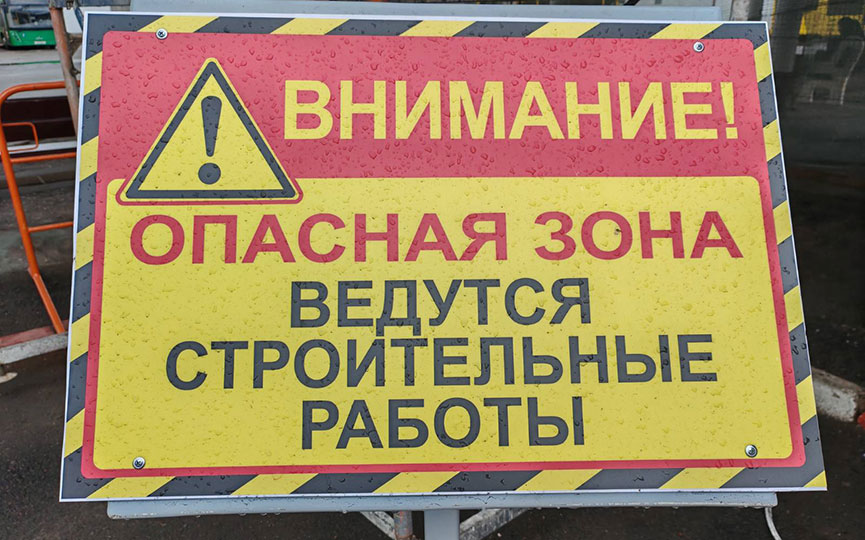 ВНИМАНИЕ!
ОПАСНАЯ ЗОНА
ВЕДУТСЯ
СТРОИТЕЛЬНЫЕ
РАБОТЫ